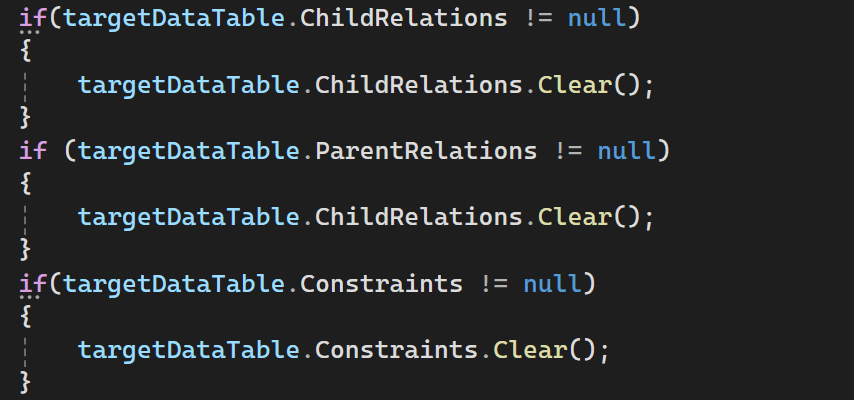 if(targetDataTable.ChildRelations != null)
{
    targetDataTable.ChildRelations.Clear();
}
if (targetDataTable.ParentRelations != null)
{
    targetDataTable.ChildRelations.Clear();
}
if(targetDataTable.Constraints != null)
{
    targetDataTable.Constraints.Clear();
}